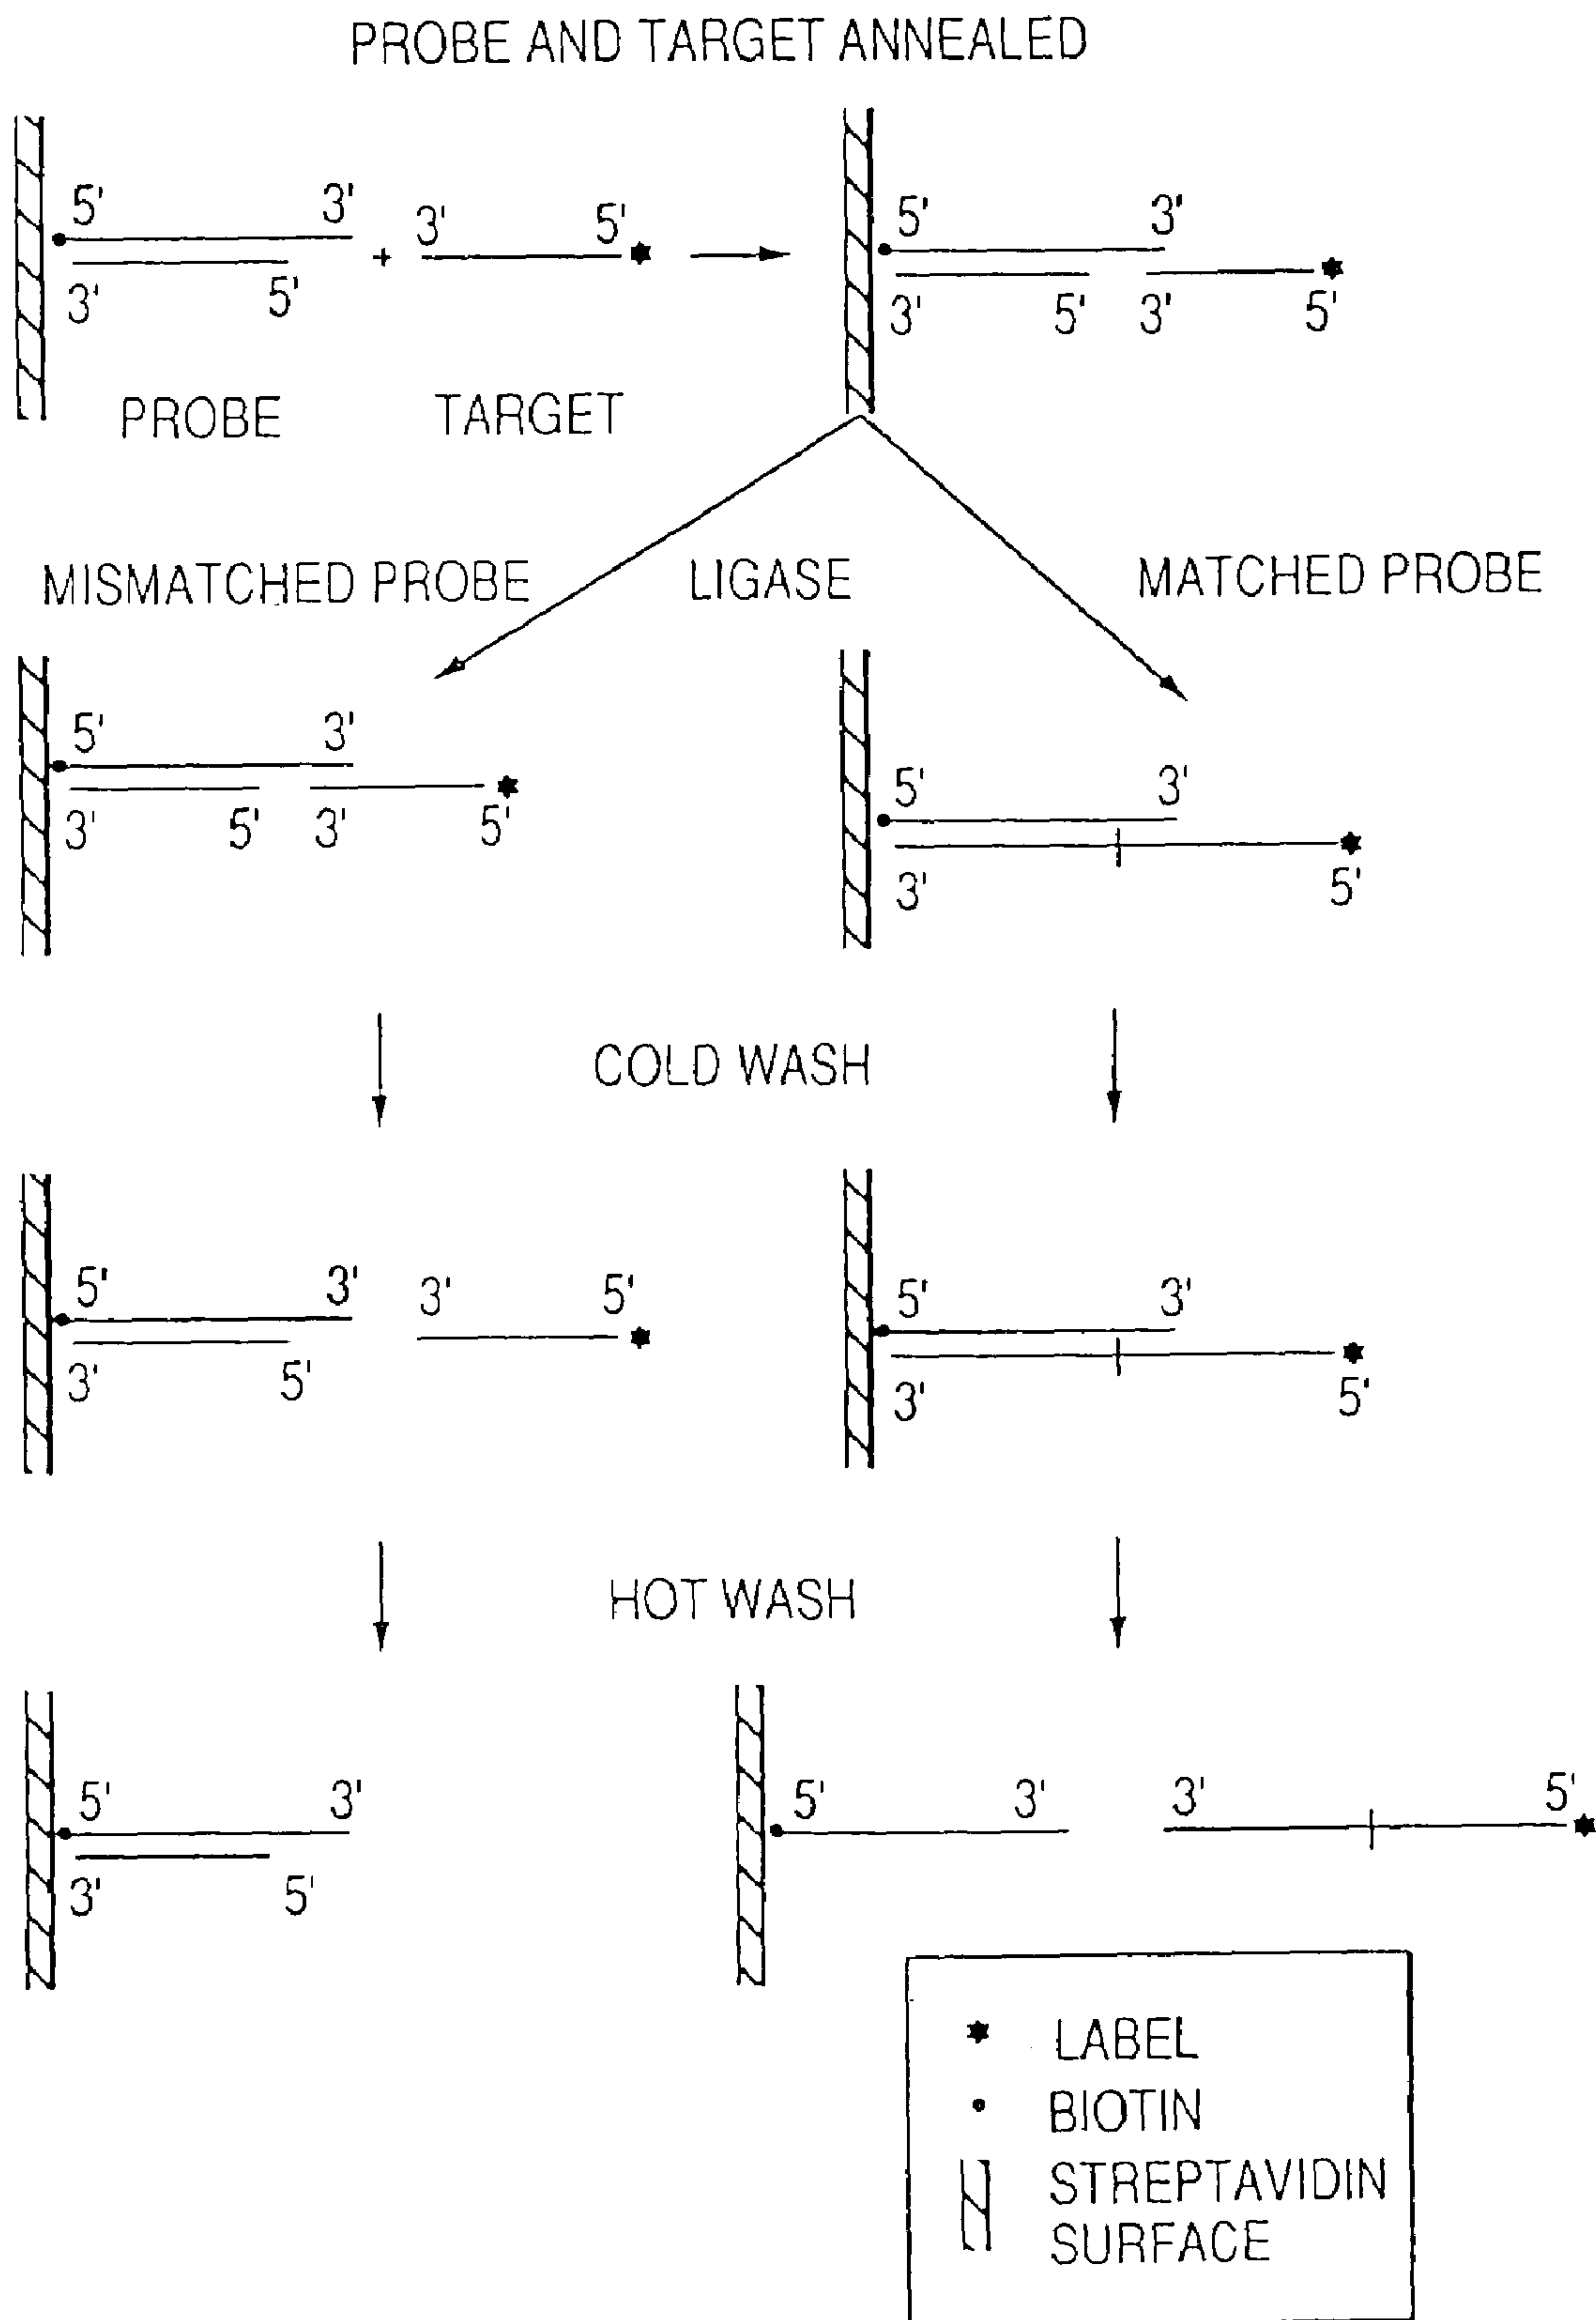 PROBE AND TARGET ANNEALED
5' 3' 3' 5' 5' 3'
+
3' 5' 3' 5' 3' 5'
PROBE TARGET
MISMATCHED PROBE LIGASE MATCHED PROBE
5' 3'
3' 5' 3' 5'
5' 3'
3' 5'
COLD WASH
5' 3' 3' 5' 5' 3'
3' 5' 3' 5'
HOT WASH
5' 3' 5' 3' 3' 5'
3' 5'
LABEL
BIOTIN
STREPTAVIDIN
SURFACE